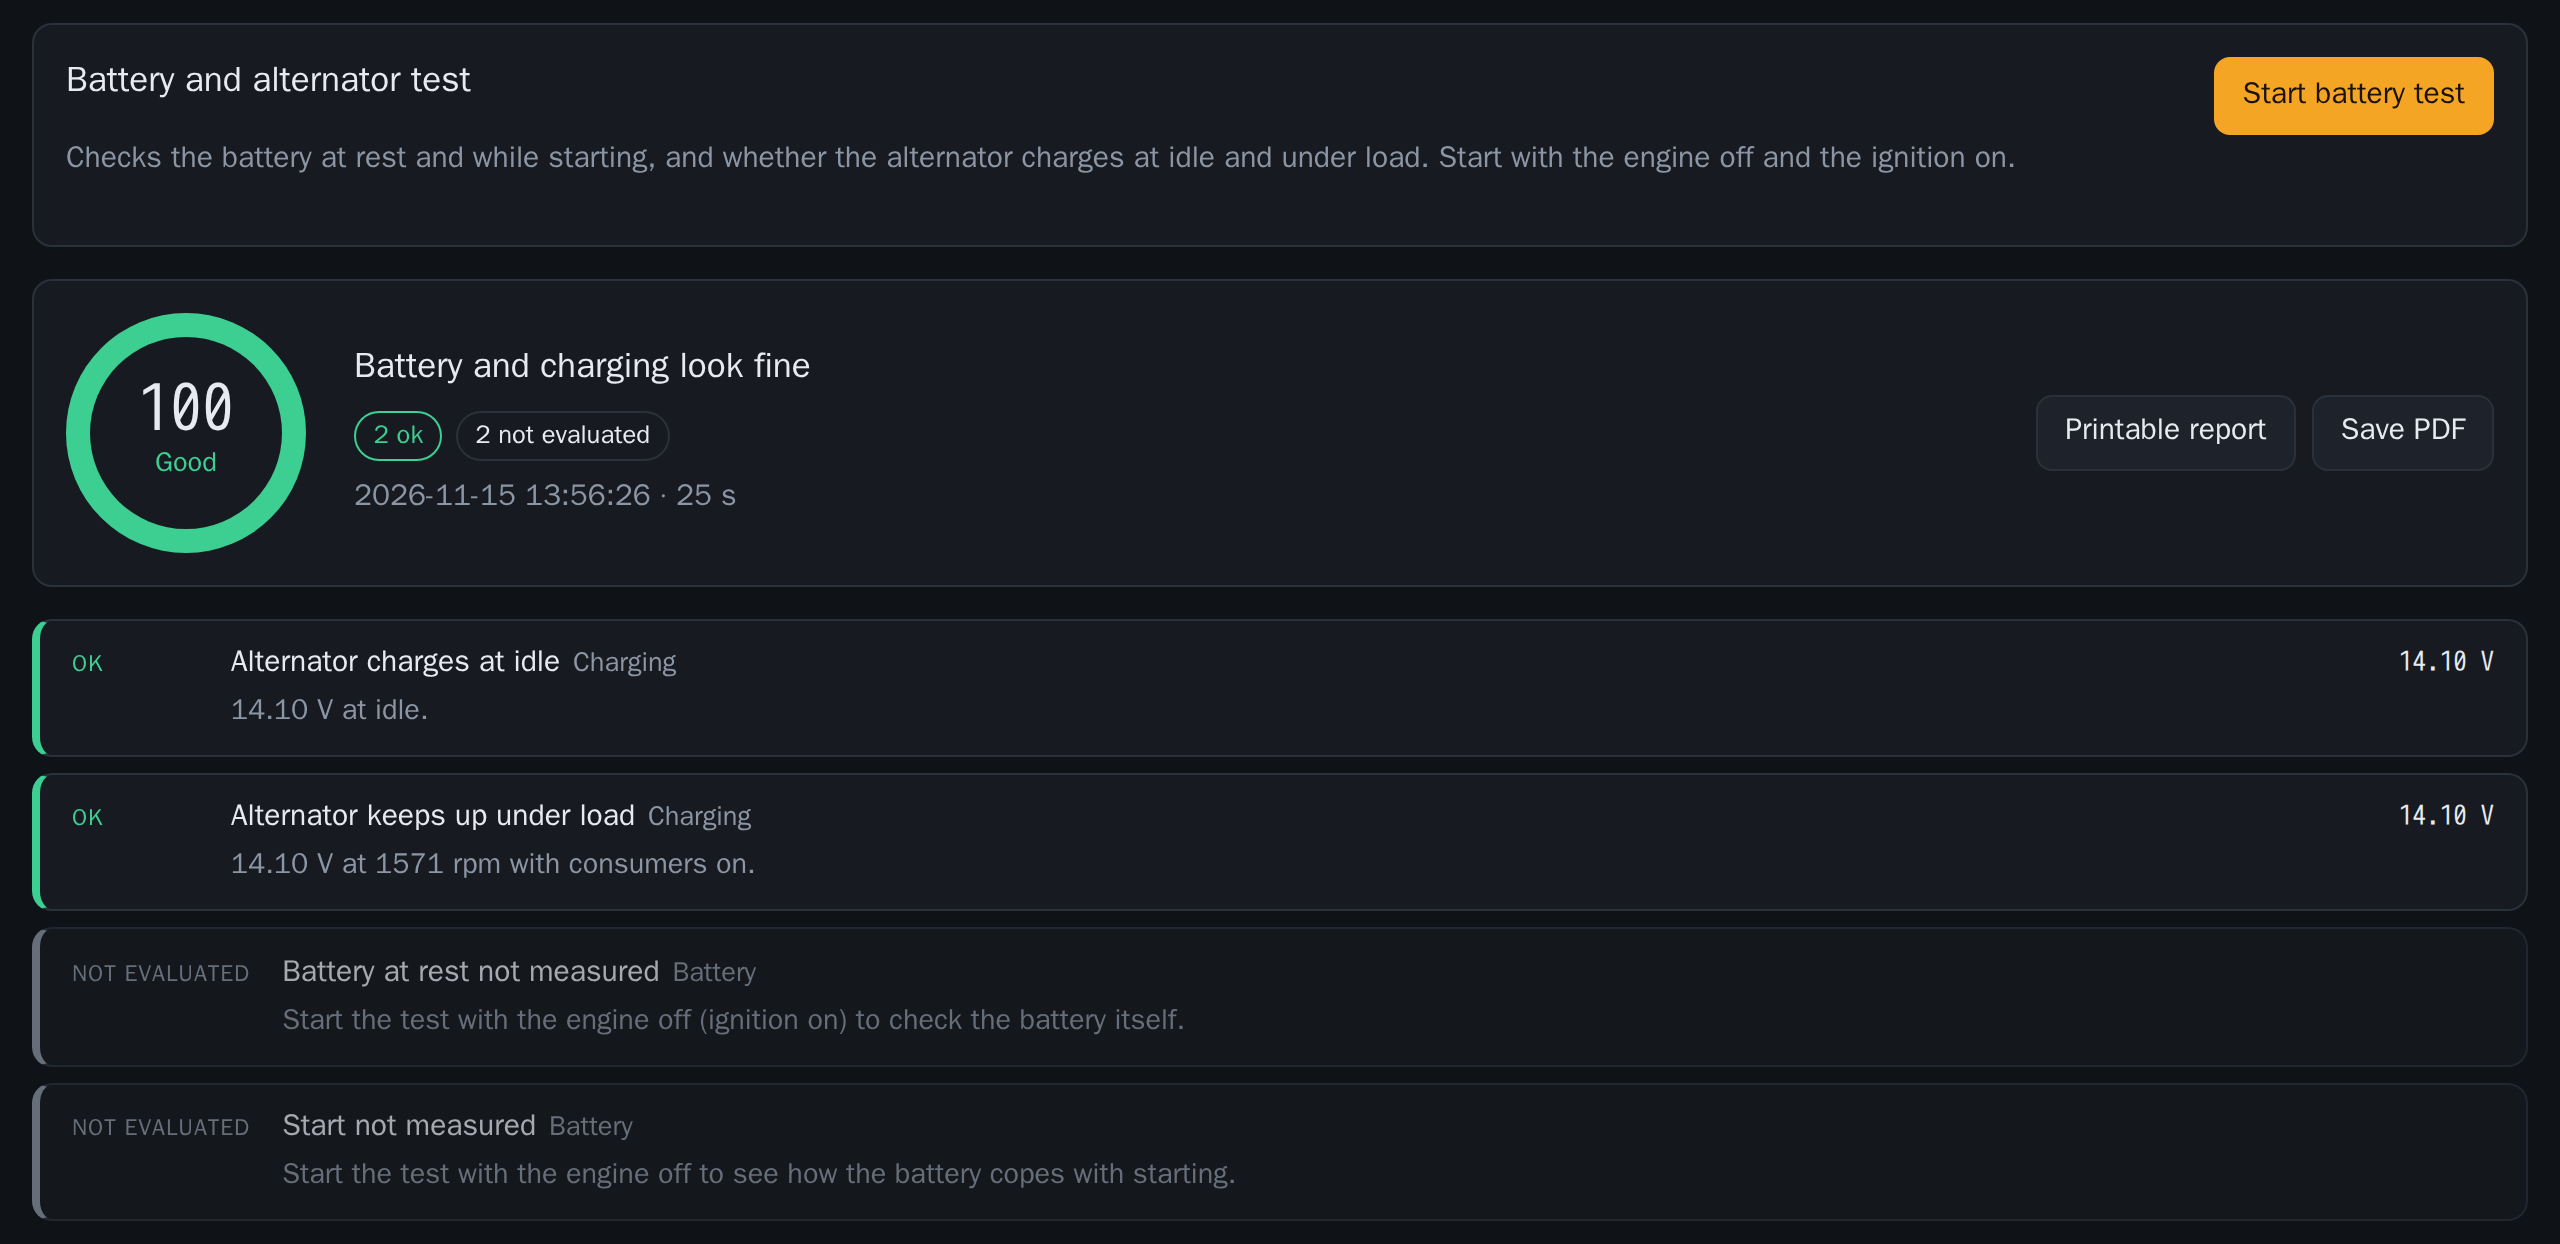 Battery and alternator test
Start battery test
Checks the battery at rest and while starting, and whether the alternator charges at idle and under load. Start with the engine off and the ignition on.
100
Good
Battery and charging look fine
2 ok
2 not evaluated
2026-11-15 13:56:26 · 25 s
Printable report
Save PDF
OK
Alternator charges at idle Charging
14.10 V
14.10 V at idle.
OK
Alternator keeps up under load Charging
14.10 V
14.10 V at 1571 rpm with consumers on.
NOT EVALUATED
Battery at rest not measured Battery
Start the test with the engine off (ignition on) to check the battery itself.
NOT EVALUATED
Start not measured Battery
Start the test with the engine off to see how the battery copes with starting.